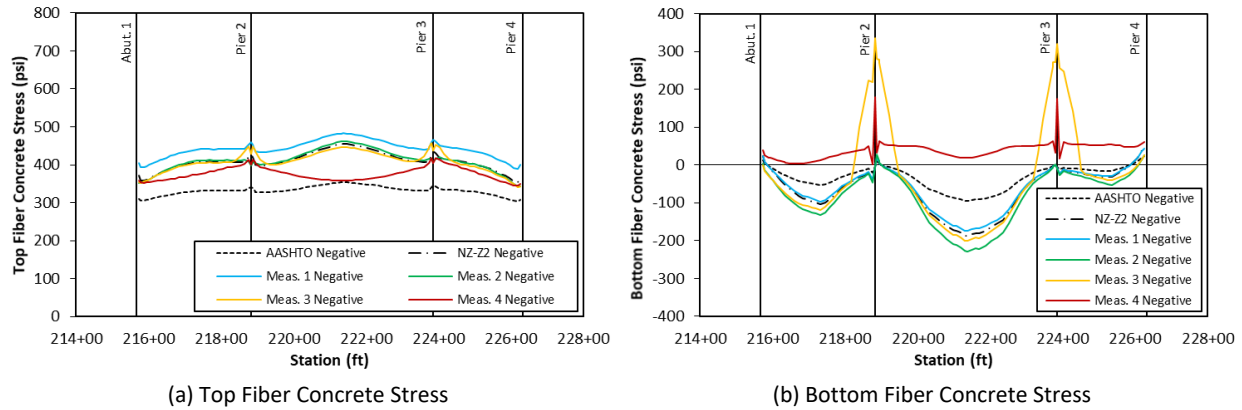 800
700
600
500
400
300
200
100
0
Top Fiber Concrete Stress (psi)
Abut. 1
Pier 2
Pier 3
Pier 4
AASHTO Negative
NZ-Z2 Negative
Meas. 1 Negative
Meas. 2 Negative
Meas. 3 Negative
Meas. 4 Negative
214+00 216+00 218+00 220+00 222+00 224+00 226+00 228+00
Station (ft)
(a) Top Fiber Concrete Stress
400
300
200
100
0
-100
-200
-300
-400
Bottom Fiber Concrete Stress (psi)
Abut. 1
Pier 2
Pier 3
Pier 4
AASHTO Negative
NZ-Z2 Negative
Meas. 1 Negative
Meas. 2 Negative
Meas. 3 Negative
Meas. 4 Negative
214+00 216+00 218+00 220+00 222+00 224+00 226+00 228+00
Station (ft)
(b) Bottom Fiber Concrete Stress